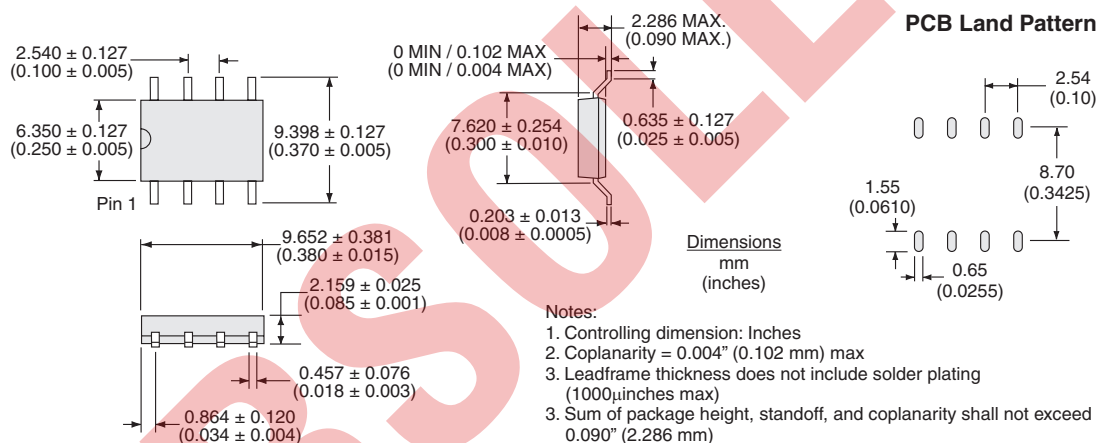 PCB Land Pattern
2.540 ± 0.127
(0.100 ± 0.005)
6.350 ± 0.127
(0.250 ± 0.005)
9.398 ± 0.127
(0.370 ± 0.005)
Pin 1
9.652 ± 0.381
(0.380 ± 0.015)
2.159 ± 0.025
(0.085 ± 0.001)
0.457 ± 0.076
(0.018 ± 0.003)
0.864 ± 0.120
(0.034 ± 0.004)
2.286 MAX.
(0.090 MAX.)
0 MIN / 0.102 MAX
(0 MIN / 0.004 MAX)
7.620 ± 0.254
(0.300 ± 0.010)
0.635 ± 0.127
(0.025 ± 0.005)
0.203 ± 0.013
(0.008 ± 0.0005)
2.54
(0.10)
8.70
(0.3425)
1.55
(0.0610)
0.65
(0.0255)
Dimensions
mm
(inches)
Notes:
1. Controlling dimension: Inches
2. Coplanarity = 0.004" (0.102 mm) max
3. Leadframe thickness does not include solder plating
(1000µinches max)
3. Sum of package height, standoff, and coplanarity shall not exceed
0.090" (2.286 mm)